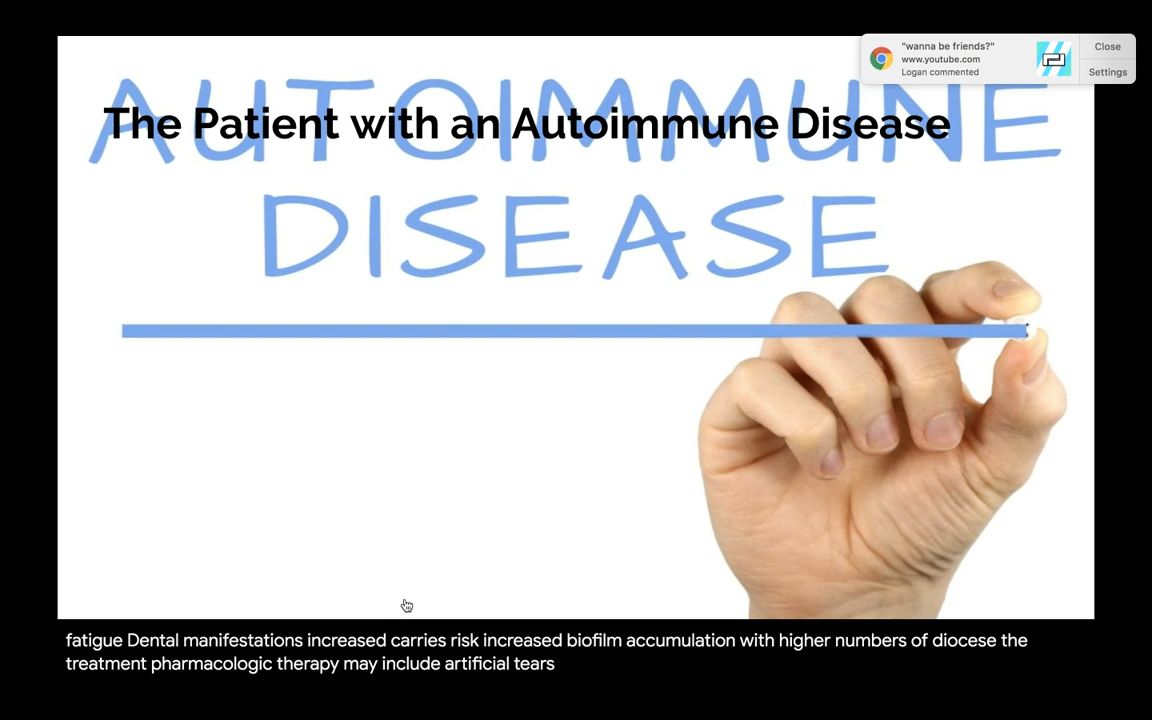 "wanna be friends?"
www.youtube.com
Logan commented
Close
Settings
AUTOIMMUNE
The Patient with an Autoimmune Disease
DISEASE
fatigue Dental manifestations increased carries risk increased biofilm accumulation with higher numbers of diocese the
treatment pharmacologic therapy may include artificial tears